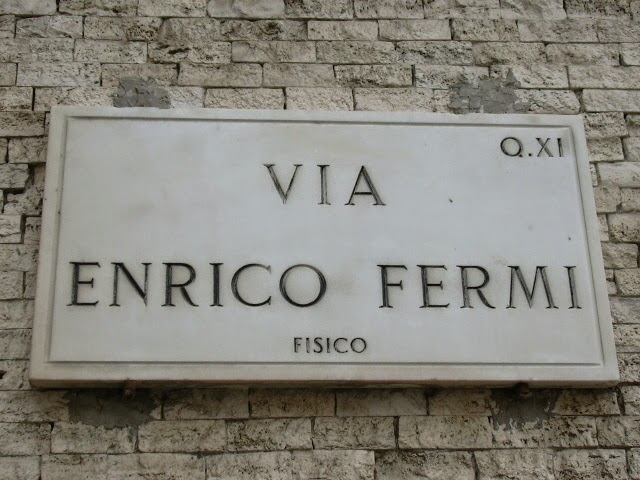 Q.XI
VIA
ENRICO FERMI
FISICO